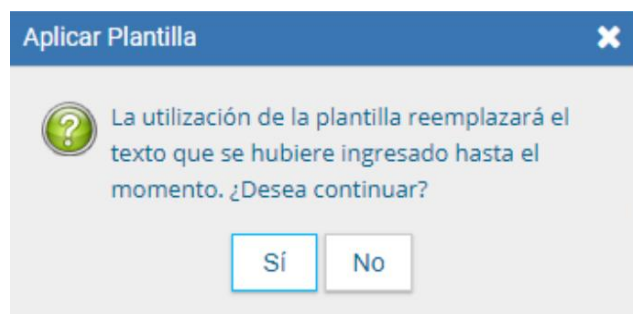 Aplicar Plantilla
La utilización de la plantilla reemplazará el
texto que se hubiere ingresado hasta el
momento. ¿Desea continuar?
Sí No